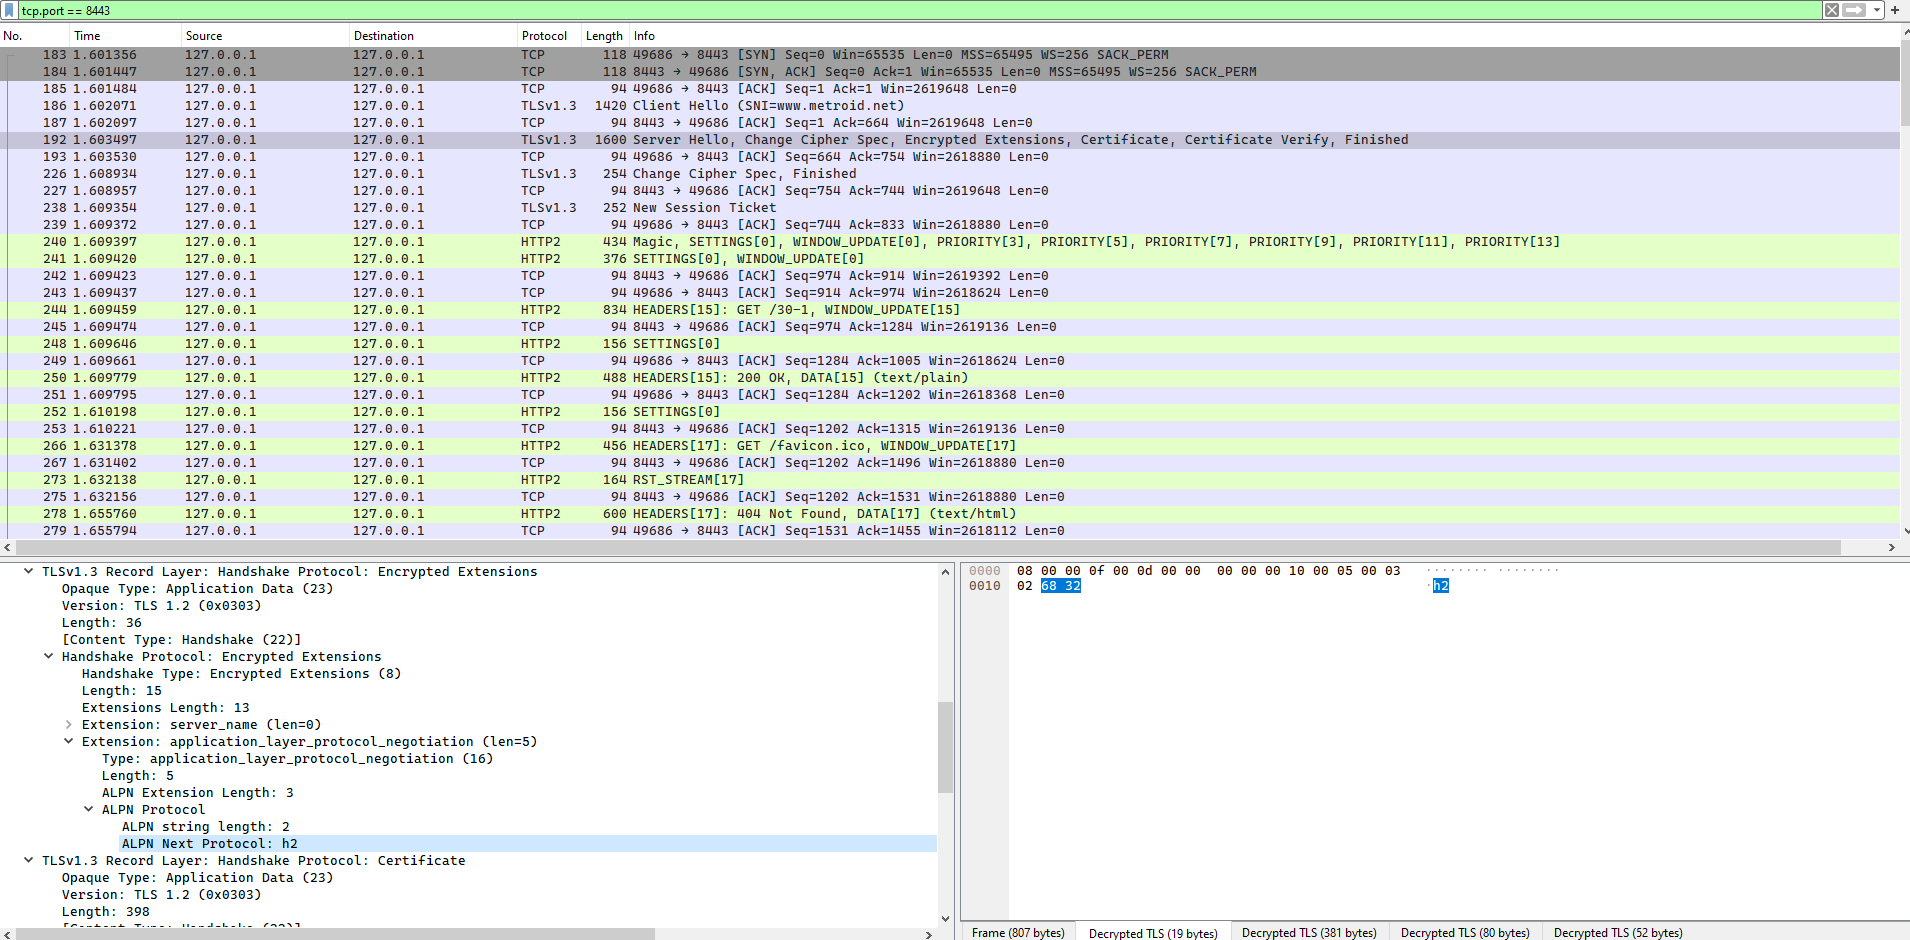 tcp.port == 8443
No. Time Source Destination Protocol Length Info
183 1.601356 127.0.0.1 127.0.0.1 TCP 118 49686 → 8443 [SYN] Seq=0 Win=65535 Len=0 MSS=65495 WS=256 SACK_PERM
184 1.601447 127.0.0.1 127.0.0.1 TCP 118 8443 → 49686 [SYN, ACK] Seq=0 Ack=1 Win=65535 Len=0 MSS=65495 WS=256 SACK_PERM
185 1.601484 127.0.0.1 127.0.0.1 TCP 94 49686 → 8443 [ACK] Seq=1 Ack=1 Win=2619648 Len=0
186 1.602071 127.0.0.1 127.0.0.1 TLSv1.3 1420 Client Hello (SNI=www.metroid.net)
187 1.602097 127.0.0.1 127.0.0.1 TCP 94 8443 → 49686 [ACK] Seq=1 Ack=664 Win=2619648 Len=0
192 1.603497 127.0.0.1 127.0.0.1 TLSv1.3 1600 Server Hello, Change Cipher Spec, Encrypted Extensions, Certificate, Certificate Verify, Finished
193 1.603530 127.0.0.1 127.0.0.1 TCP 94 49686 → 8443 [ACK] Seq=664 Ack=754 Win=2618880 Len=0
226 1.608934 127.0.0.1 127.0.0.1 TLSv1.3 254 Change Cipher Spec, Finished
227 1.608957 127.0.0.1 127.0.0.1 TCP 94 8443 → 49686 [ACK] Seq=754 Ack=744 Win=2619648 Len=0
238 1.609354 127.0.0.1 127.0.0.1 TLSv1.3 252 New Session Ticket
239 1.609372 127.0.0.1 127.0.0.1 TCP 94 49686 → 8443 [ACK] Seq=744 Ack=833 Win=2618880 Len=0
240 1.609397 127.0.0.1 127.0.0.1 HTTP2 434 Magic, SETTINGS[0], WINDOW_UPDATE[0], PRIORITY[3], PRIORITY[5], PRIORITY[7], PRIORITY[9], PRIORITY[11], PRIORITY[13]
241 1.609420 127.0.0.1 127.0.0.1 HTTP2 376 SETTINGS[0], WINDOW_UPDATE[0]
242 1.609423 127.0.0.1 127.0.0.1 TCP 94 8443 → 49686 [ACK] Seq=974 Ack=914 Win=2619392 Len=0
243 1.609437 127.0.0.1 127.0.0.1 TCP 94 49686 → 8443 [ACK] Seq=914 Ack=974 Win=2618624 Len=0
244 1.609459 127.0.0.1 127.0.0.1 HTTP2 834 HEADERS[15]: GET /30-1, WINDOW_UPDATE[15]
245 1.609474 127.0.0.1 127.0.0.1 TCP 94 8443 → 49686 [ACK] Seq=974 Ack=1284 Win=2619136 Len=0
248 1.609646 127.0.0.1 127.0.0.1 HTTP2 156 SETTINGS[0]
249 1.609661 127.0.0.1 127.0.0.1 TCP 94 49686 → 8443 [ACK] Seq=1284 Ack=1005 Win=2618624 Len=0
250 1.609779 127.0.0.1 127.0.0.1 HTTP2 488 HEADERS[15]: 200 OK, DATA[15] (text/plain)
251 1.609795 127.0.0.1 127.0.0.1 TCP 94 49686 → 8443 [ACK] Seq=1284 Ack=1202 Win=2618368 Len=0
252 1.610198 127.0.0.1 127.0.0.1 HTTP2 156 SETTINGS[0]
253 1.610221 127.0.0.1 127.0.0.1 TCP 94 8443 → 49686 [ACK] Seq=1202 Ack=1315 Win=2619136 Len=0
266 1.631378 127.0.0.1 127.0.0.1 HTTP2 456 HEADERS[17]: GET /favicon.ico, WINDOW_UPDATE[17]
267 1.631402 127.0.0.1 127.0.0.1 TCP 94 8443 → 49686 [ACK] Seq=1202 Ack=1496 Win=2618880 Len=0
273 1.632138 127.0.0.1 127.0.0.1 HTTP2 164 RST_STREAM[17]
275 1.632156 127.0.0.1 127.0.0.1 TCP 94 8443 → 49686 [ACK] Seq=1202 Ack=1531 Win=2618880 Len=0
278 1.655760 127.0.0.1 127.0.0.1 HTTP2 600 HEADERS[17]: 404 Not Found, DATA[17] (text/html)
279 1.655794 127.0.0.1 127.0.0.1 TCP 94 49686 → 8443 [ACK] Seq=1531 Ack=1455 Win=2618112 Len=0
TLSv1.3 Record Layer: Handshake Protocol: Encrypted Extensions
Opaque Type: Application Data (23)
Version: TLS 1.2 (0x0303)
Length: 36
[Content Type: Handshake (22)]
Handshake Protocol: Encrypted Extensions
Handshake Type: Encrypted Extensions (8)
Length: 15
Extensions Length: 13
Extension: server_name (len=0)
Extension: application_layer_protocol_negotiation (len=5)
Type: application_layer_protocol_negotiation (16)
Length: 5
ALPN Extension Length: 3
ALPN Protocol
ALPN string length: 2
ALPN Next Protocol: h2
TLSv1.3 Record Layer: Handshake Protocol: Certificate
Opaque Type: Application Data (23)
Version: TLS 1.2 (0x0303)
Length: 398
[Content Type: Handshake (22)]
0000 08 00 00 0f 00 0d 00 00 00 00 00 10 00 05 00 03 ········ ········
0010 02 68 32 ·h2
Frame (807 bytes) Decrypted TLS (19 bytes) Decrypted TLS (381 bytes) Decrypted TLS (80 bytes) Decrypted TLS (52 bytes)